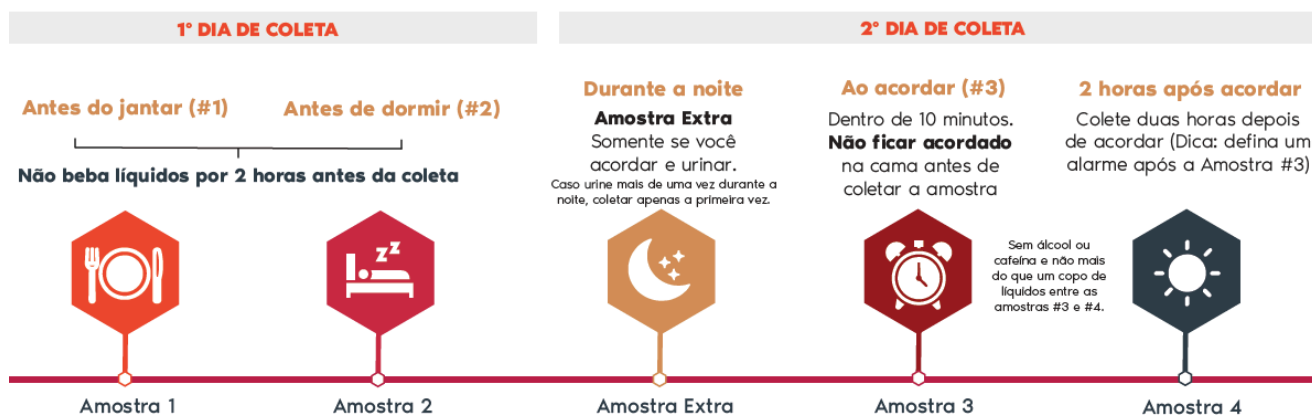 1° DIA DE COLETA
2° DIA DE COLETA
Antes do jantar (#1)
Antes de dormir (#2)
Não beba líquidos por 2 horas antes da coleta
Durante a noite
Amostra Extra
Somente se você
acordar e urinar.
Caso urine mais de uma vez durante a
noite, coletar apenas a primeira vez.
Ao acordar (#3)
Dentro de 10 minutos.
Não ficar acordado
na cama antes de
coletar a amostra
2 horas após acordar
Colete duas horas depois
de acordar (Dica: defina um
alarme após a Amostra #3)
zz
Sem álcool ou
cafeína e não mais
do que um copo de
líquidos entre as
amostras #3 e #4.
Amostra 1
Amostra 2
Amostra Extra
Amostra 3
Amostra 4